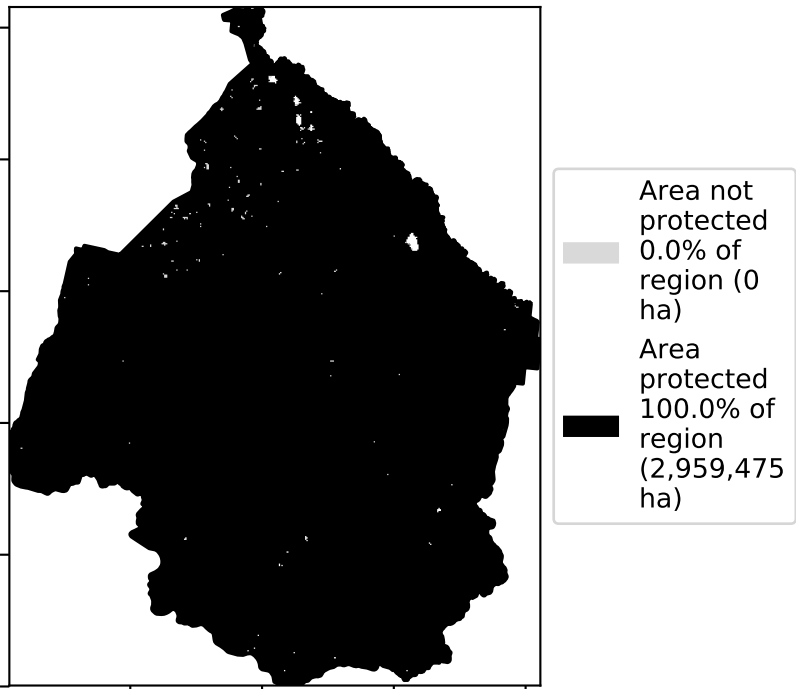 Area not
protected
0.0% of
region (0
ha)
Area
protected
100.0% of
region
(2,959,475
ha)